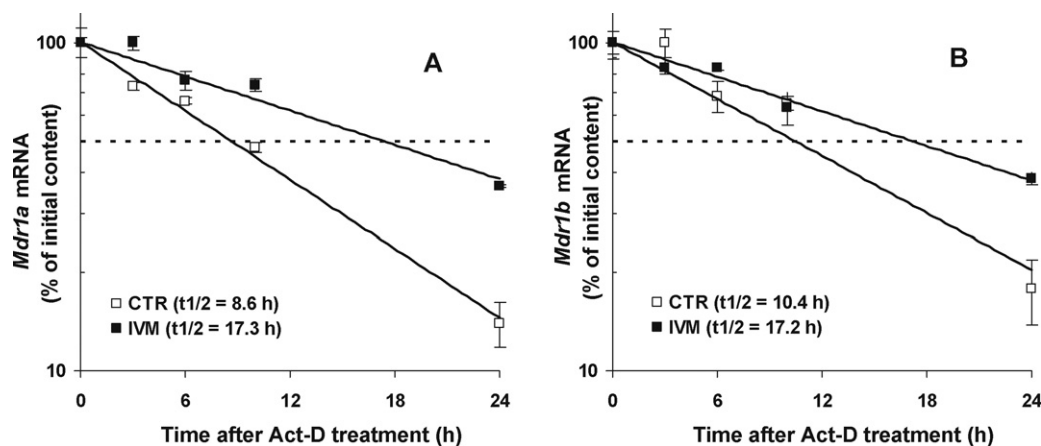 A
Mdr1a mRNA
(% of initial content)
100
10
CTR (t1/2 = 8.6 h)
IVM (t1/2 = 17.3 h)
0 6 12 18 24
Time after Act-D treatment (h)
B
Mdr1b mRNA
(% of initial content)
100
10
CTR (t1/2 = 10.4 h)
IVM (t1/2 = 17.2 h)
0 6 12 18 24
Time after Act-D treatment (h)